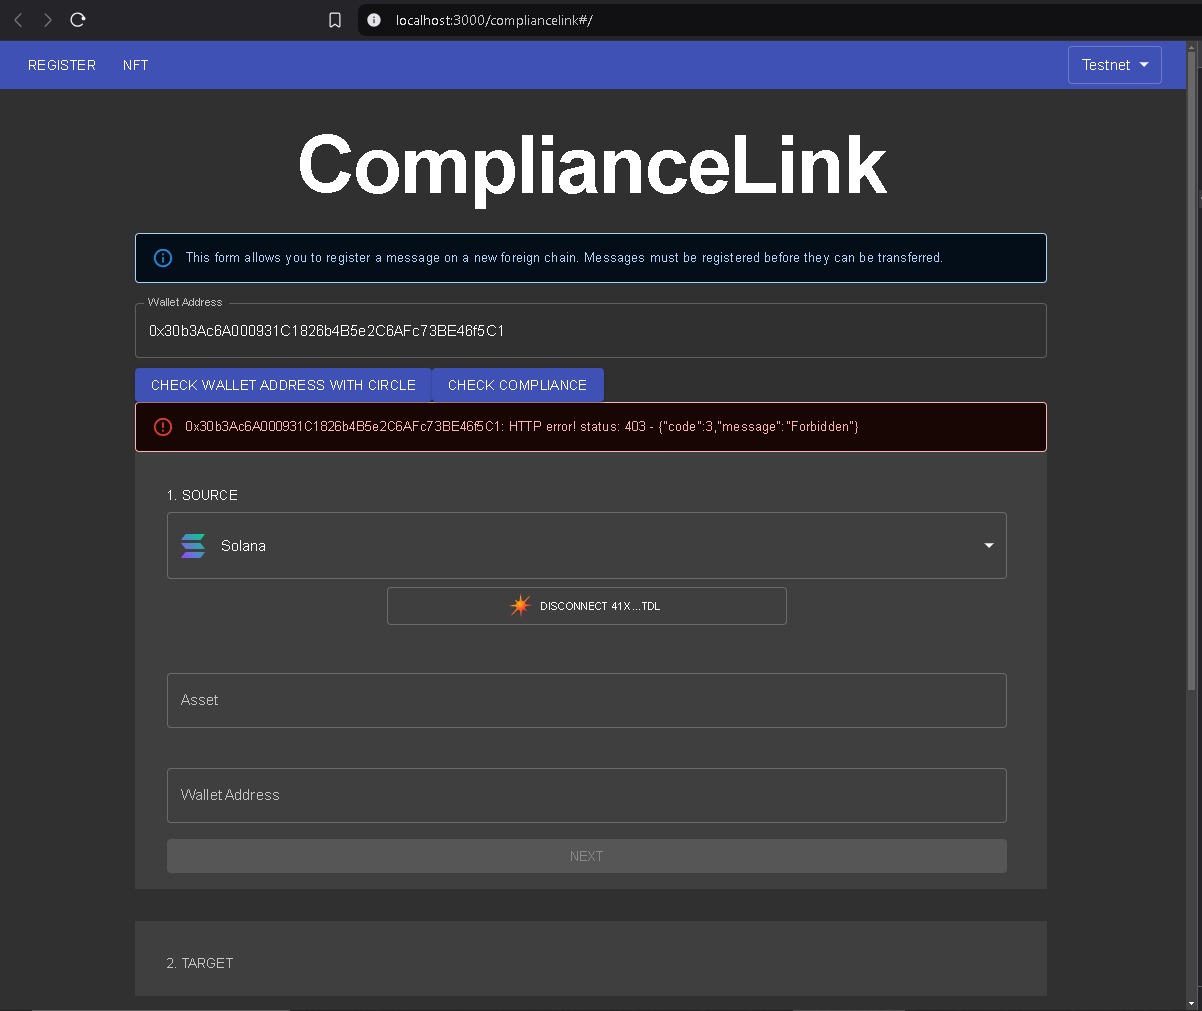 localhost:3000/compliancelink#/
REGISTER NFT Testnet
ComplianceLink
This form allows you to register a message on a new foreign chain. Messages must be registered before they can be transferred.
Wallet Address
0x30b3Ac6A000931C1826b4B5e2C6AFc73BE46f5C1
CHECK WALLET ADDRESS WITH CIRCLE CHECK COMPLIANCE
0x30b3Ac6A000931C1826b4B5e2C6AFc73BE46f5C1: HTTP error! status: 403 - {"code":3,"message":"Forbidden"}
1. SOURCE
Solana
DISCONNECT 41X...TDL
Asset
Wallet Address
NEXT
2. TARGET